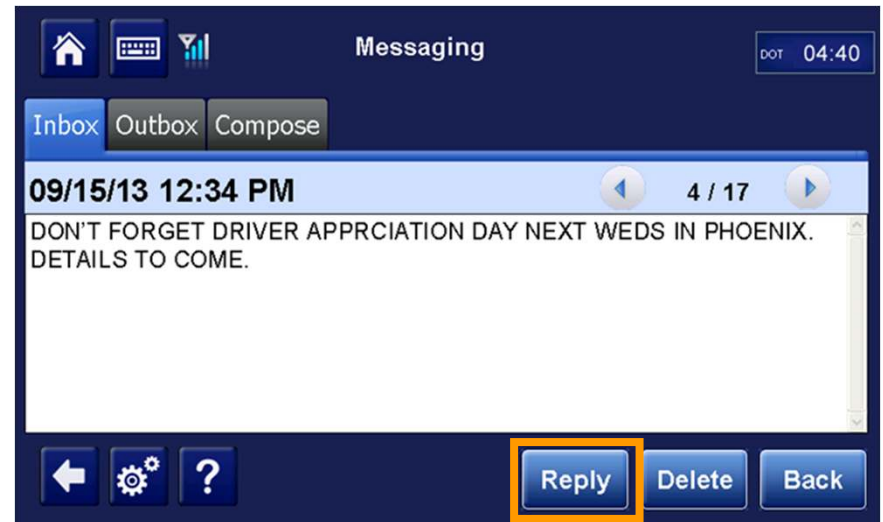 Messaging
DOT 04:40
Inbox Outbox Compose
09/15/13 12:34 PM 4 / 17
DON'T FORGET DRIVER APPRCIATION DAY NEXT WEDS IN PHOENIX.
DETAILS TO COME.
? Reply Delete Back